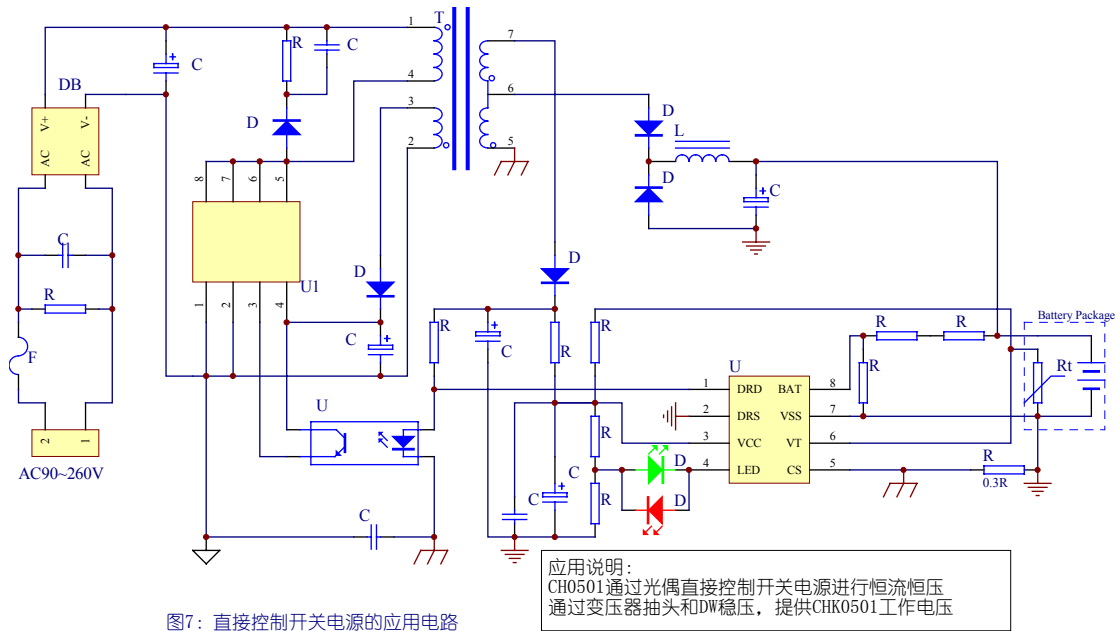 T
1
4
3
2
7
6
5
R
C
C
DB
V+
V-
AC
AC
D
D
L
D
C
8
7
6
5
U1
1
2
3
4
C
R
F
2
1
AC90~260V
D
C
D
R
C
R
R
R
R
R
Battery Package
Rt
U
U
1
DRD
BAT
8
2
DRS
VSS
7
3
VCC
VT
6
4
LED
CS
5
R
C
C
R
D
D
R
0.3R
C
应用说明：
CH0501通过光偶直接控制开关电源进行恒流恒压
通过变压器抽头和DW稳压，提供CHK0501工作电压
图7：直接控制开关电源的应用电路